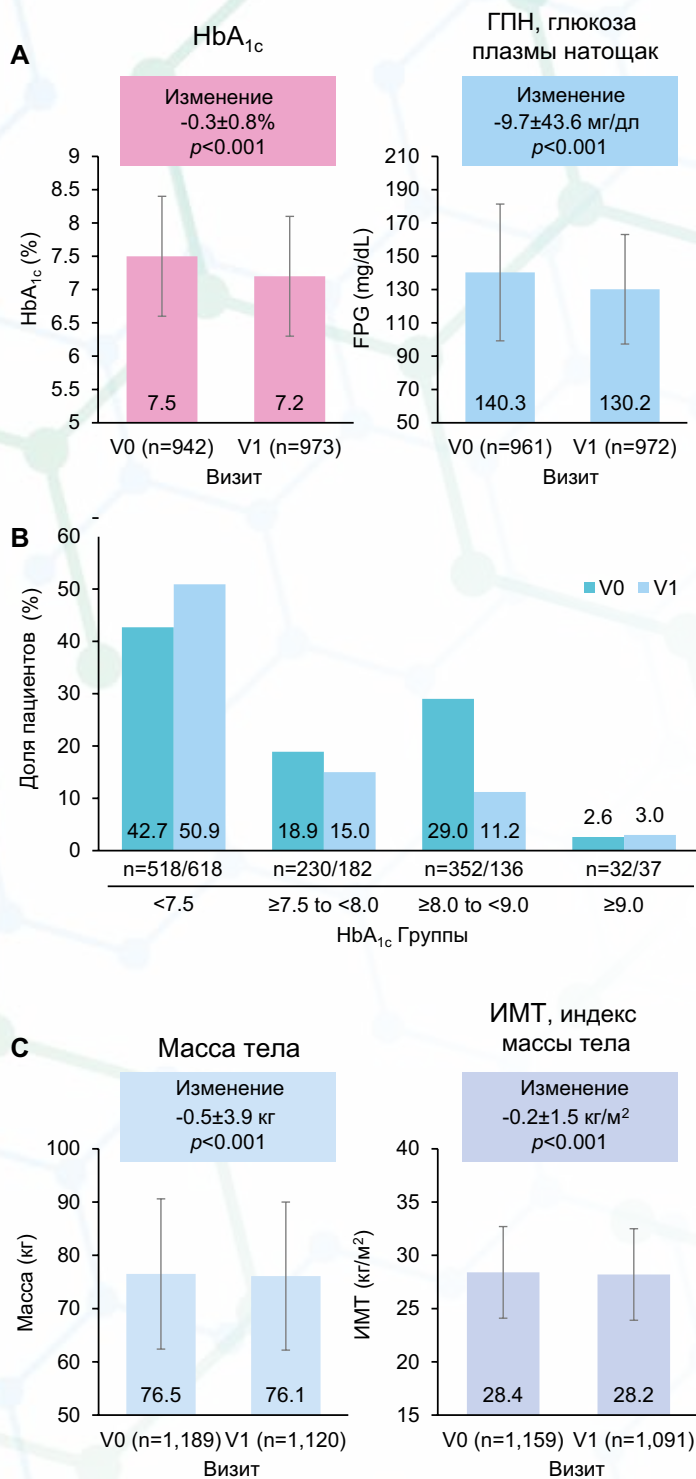 A
HbA1c
Изменение
-0.3±0.8%
p<0.001
HbA1c (%)
9
8.5
8
7.5
7
6.5
6
5.5
5
7.5
7.2
V0 (n=942)
V1 (n=973)
Визит
ГПН, глюкоза
плазмы натощак
Изменение
-9.7±43.6 мг/дл
p<0.001
FPG (mg/dL)
210
190
170
150
130
110
90
70
50
140.3
130.2
V0 (n=961)
V1 (n=972)
Визит
B
Доля пациентов (%)
60
50
40
30
20
10
0
V0
V1
42.7
50.9
18.9
15.0
29.0
11.2
2.6
3.0
n=518/618
n=230/182
n=352/136
n=32/37
<7.5
≥7.5 to <8.0
≥8.0 to <9.0
≥9.0
HbA1c Группы
C
Масса тела
Изменение
-0.5±3.9 кг
p<0.001
Масса (кг)
100
90
80
70
60
50
76.5
76.1
V0 (n=1,189)
V1 (n=1,120)
Визит
ИМТ, индекс
массы тела
Изменение
-0.2±1.5 кг/м²
p<0.001
ИМТ (кг/м²)
40
35
30
25
20
15
28.4
28.2
V0 (n=1,159)
V1 (n=1,091)
Визит